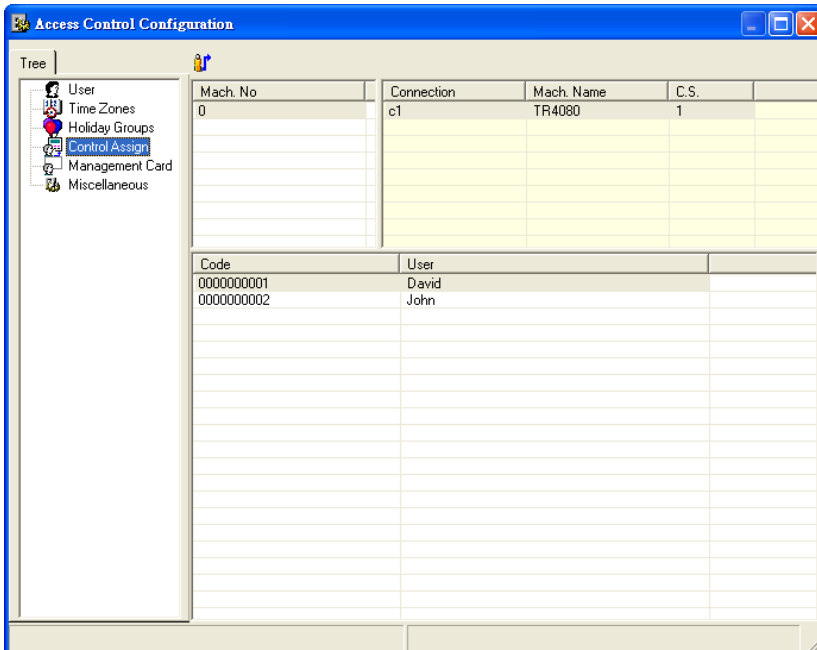 Access Control Configuration
Tree
User
Time Zones
Holiday Groups
Control Assign
Management Card
Miscellaneous
Mach. No
0
Connection Mach. Name C.S.
c1 TR4080 1
Code User
0000000001 David
0000000002 John